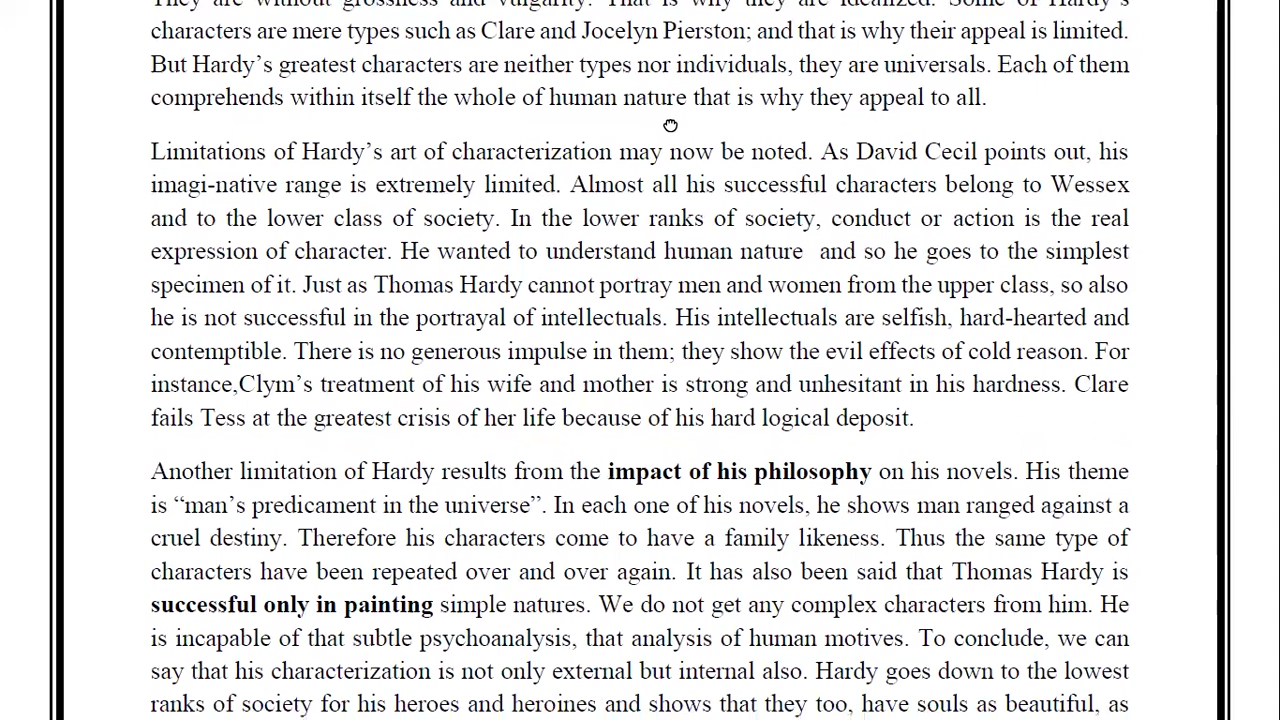 They are without grossness and vulgarity. That is why they are idealized. Some of Hardy's
characters are mere types such as Clare and Jocelyn Pierston; and that is why their appeal is limited.
But Hardy's greatest characters are neither types nor individuals, they are universals. Each of them
comprehends within itself the whole of human nature that is why they appeal to all.
Limitations of Hardy's art of characterization may now be noted. As David Cecil points out, his
imagi-native range is extremely limited. Almost all his successful characters belong to Wessex
and to the lower class of society. In the lower ranks of society, conduct or action is the real
expression of character. He wanted to understand human nature  and so he goes to the simplest
specimen of it. Just as Thomas Hardy cannot portray men and women from the upper class, so also
he is not successful in the portrayal of intellectuals. His intellectuals are selfish, hard-hearted and
contemptible. There is no generous impulse in them; they show the evil effects of cold reason. For
instance,Clym's treatment of his wife and mother is strong and unhesitant in his hardness. Clare
fails Tess at the greatest crisis of her life because of his hard logical deposit.
Another limitation of Hardy results from the impact of his philosophy on his novels. His theme
is “man's predicament in the universe”. In each one of his novels, he shows man ranged against a
cruel destiny. Therefore his characters come to have a family likeness. Thus the same type of
characters have been repeated over and over again. It has also been said that Thomas Hardy is
successful only in painting simple natures. We do not get any complex characters from him. He
is incapable of that subtle psychoanalysis, that analysis of human motives. To conclude, we can
say that his characterization is not only external but internal also. Hardy goes down to the lowest
ranks of society for his heroes and heroines and shows that they too, have souls as beautiful, as